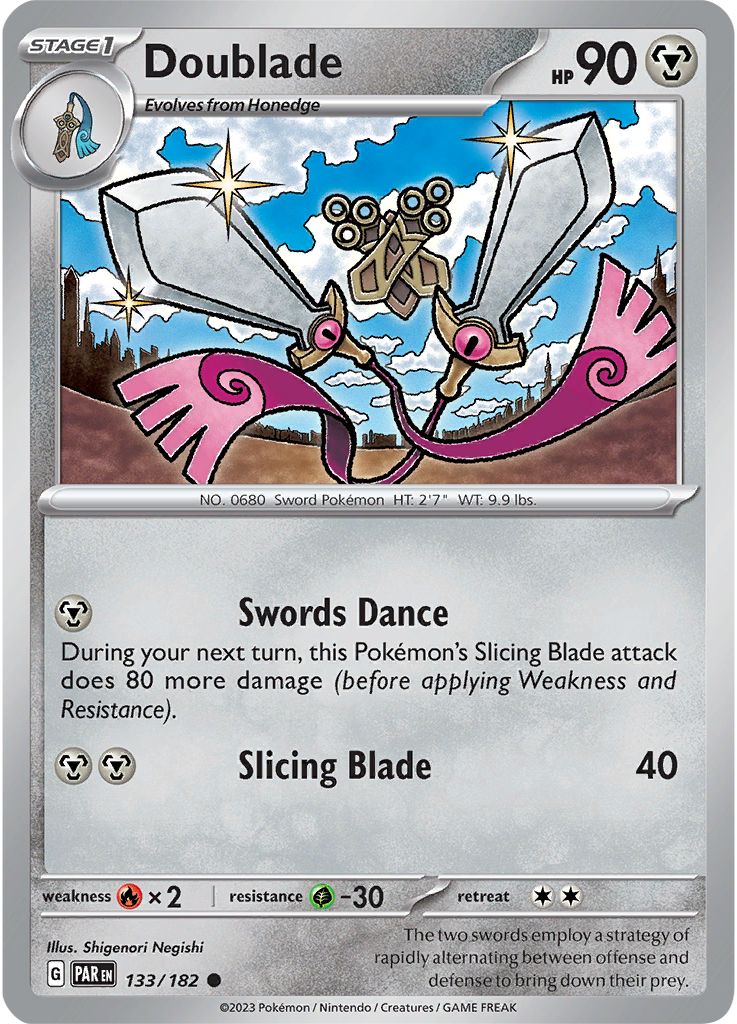 STAGE1
Doublade
HP 90
Evolves from Honedge
NO. 0680 Sword Pokémon HT: 2'7" WT: 9.9 lbs.
Swords Dance
During your next turn, this Pokémon's Slicing Blade attack
does 80 more damage (before applying Weakness and
Resistance).
Slicing Blade 40
weakness ×2 resistance -30 retreat
Illus. Shigenori Negishi
G PAR EN 133/182
The two swords employ a strategy of
rapidly alternating between offense and
defense to bring down their prey.
©2023 Pokémon / Nintendo / Creatures / GAME FREAK